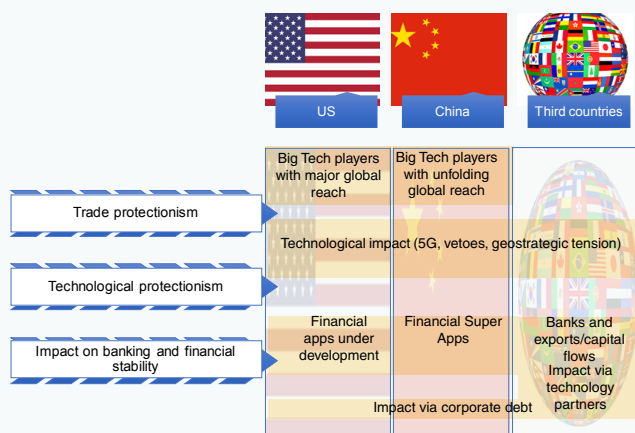 US
China
Third countries
Big Tech players
with major global
reach
Big Tech players
with unfolding
global reach
Trade protectionism
Technological impact (5G, vetoes, geostrategic tension)
Technological protectionism
Impact on banking and financial
stability
Financial
apps under
development
Financial Super
Apps
Banks and
exports/capital
flows
Impact via
technology
partners
Impact via corporate debt